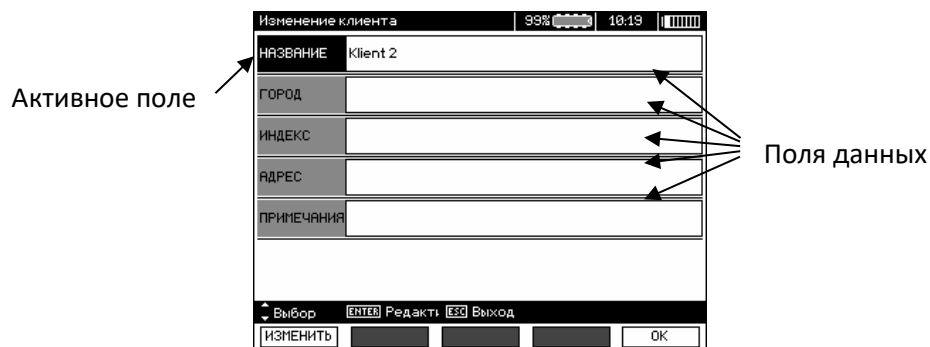 Изменение клиента 99% 10:19
НАЗВАНИЕ Klient 2
Активное поле
ГОРОД
ИНДЕКС
Поля данных
АДРЕС
ПРИМЕЧАНИЯ
Выбор ENTER Редакти ESC Выход
ИЗМЕНИТЬ OK